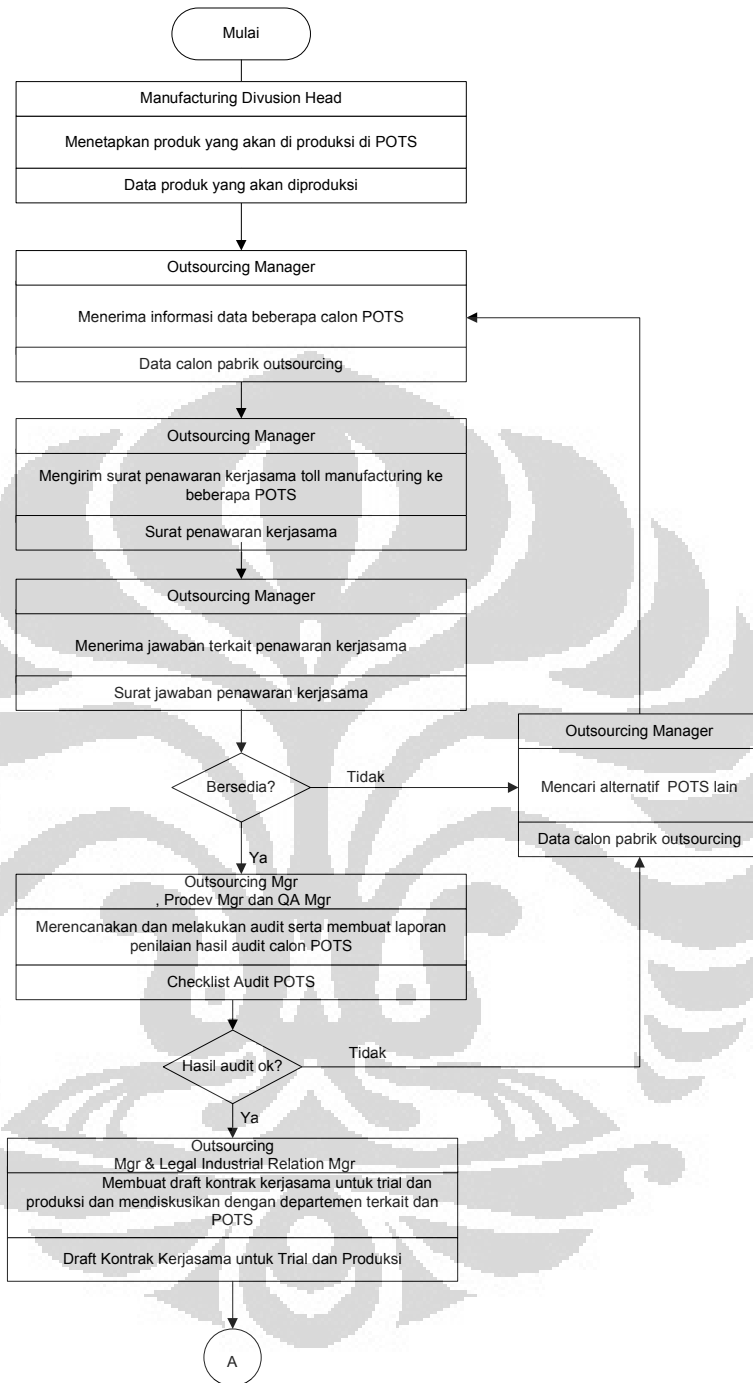 Mulai
Manufacturing Divusion Head
Menetapkan produk yang akan di produksi di POTS
Data produk yang akan diproduksi
Outsourcing Manager
Menerima informasi data beberapa calon POTS
Data calon pabrik outsourcing
Outsourcing Manager
Mengirim surat penawaran kerjasama toll manufacturing ke
beberapa POTS
Surat penawaran kerjasama
Outsourcing Manager
Menerima jawaban terkait penawaran kerjasama
Surat jawaban penawaran kerjasama
Outsourcing Manager
Mencari alternatif POTS lain
Data calon pabrik outsourcing
Bersedia?
Tidak
Ya
Outsourcing Mgr
, Prodev Mgr dan QA Mgr
Merencanakan dan melakukan audit serta membuat laporan
penilaian hasil audit calon POTS
Checklist Audit POTS
Hasil audit ok?
Tidak
Ya
Outsourcing
Mgr & Legal Industrial Relation Mgr
Membuat draft kontrak kerjasama untuk trial dan
produksi dan mendiskusikan dengan departemen terkait dan
POTS
Draft Kontrak Kerjasama untuk Trial dan Produksi
A